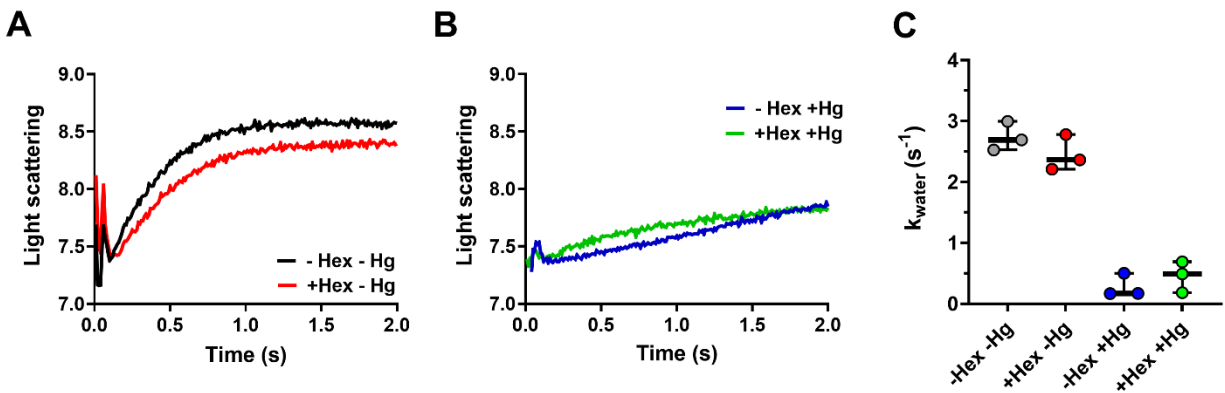 A
Light scattering
9.0
8.5
8.0
7.5
7.0
0.0 0.5 1.0 1.5 2.0
Time (s)
- Hex - Hg
+Hex - Hg
B
Light scattering
9.0
8.5
8.0
7.5
7.0
0.0 0.5 1.0 1.5 2.0
Time (s)
- Hex +Hg
+Hex +Hg
C
k_water (s⁻¹)
4
3
2
1
0
-Hex -Hg
+Hex -Hg
-Hex +Hg
+Hex +Hg